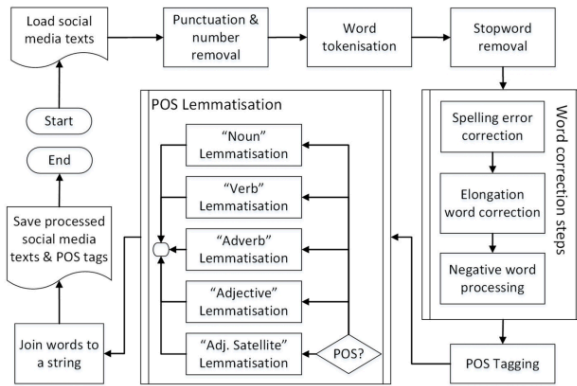 Load social
media texts
Punctuation &
number
removal
Word
tokenisation
Stopword
removal
Start
End
Save processed
social media
texts & POS tags
Join words to
a string
POS Lemmatisation
“Noun”
Lemmatisation
“Verb”
Lemmatisation
“Adverb”
Lemmatisation
“Adjective”
Lemmatisation
“Adj. Satellite”
Lemmatisation
POS?
Spelling error
correction
Elongation
word correction
Negative word
processing
Word correction steps
POS Tagging